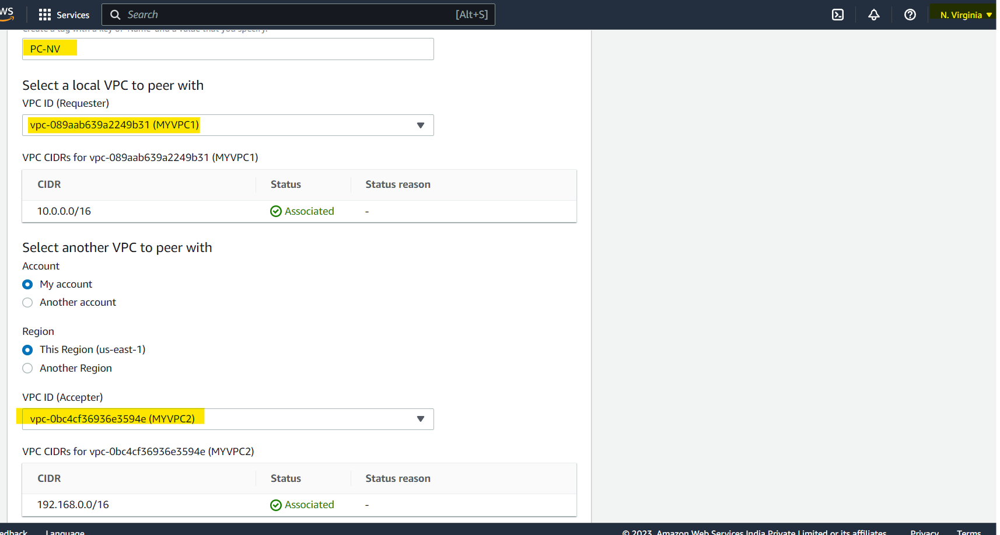 Services
Search
[Alt+S]
N. Virginia
Create a tag with a key of 'Name' and a value that you specify.
PC-NV
Select a local VPC to peer with
VPC ID (Requester)
vpc-089aab639a2249b31 (MYVPC1)
VPC CIDRs for vpc-089aab639a2249b31 (MYVPC1)
CIDR Status Status reason
10.0.0.0/16 Associated -
Select another VPC to peer with
Account
My account
Another account
Region
This Region (us-east-1)
Another Region
VPC ID (Accepter)
vpc-0bc4cf36936e3594e (MYVPC2)
VPC CIDRs for vpc-0bc4cf36936e3594e (MYVPC2)
CIDR Status Status reason
192.168.0.0/16 Associated -
edback Language © 2023, Amazon Web Services India Private Limited or its affiliates. Privacy Terms